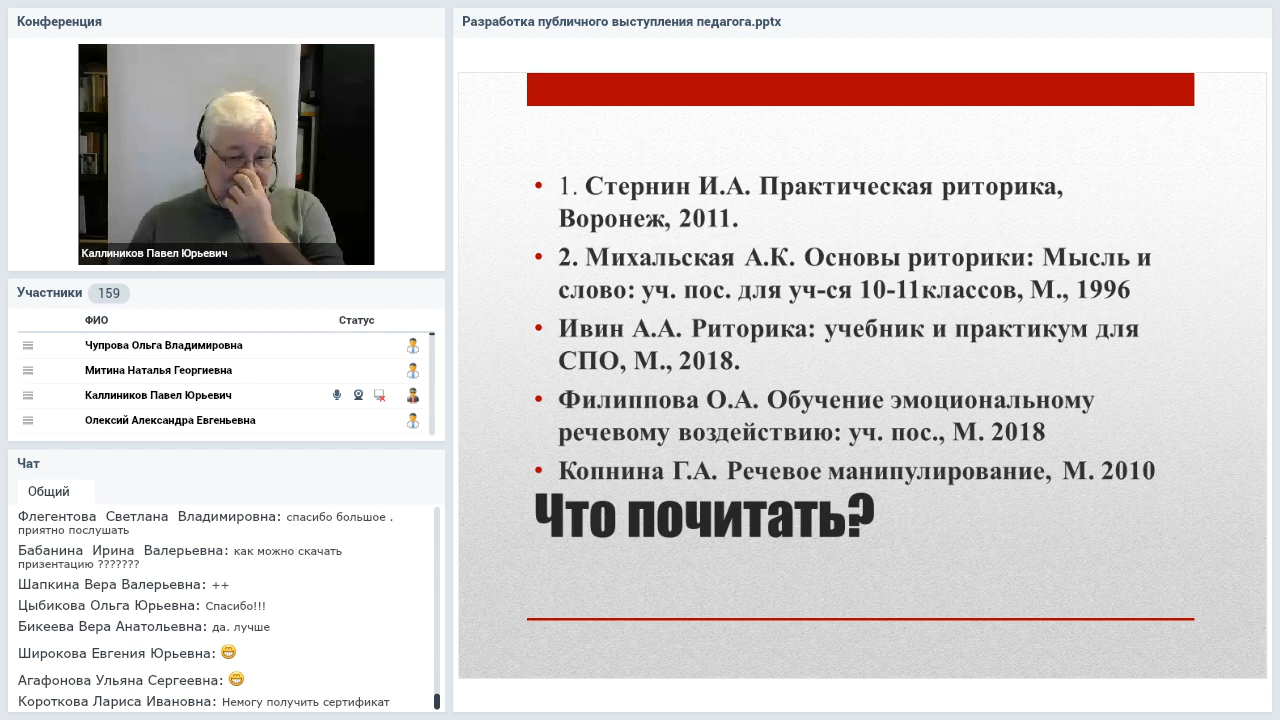 Конференция
Каллиников Павел Юрьевич
Участники 159
ФИО Статус
Чупрова Ольга Владимировна
Митина Наталья Георгиевна
Каллиников Павел Юрьевич
Олексий Александра Евгеньевна
Чат
Общий
Флегентова Светлана Владимировна: спасибо большое .
приятно послушать
Бабанина Ирина Валерьевна: как можно скачать
призентацию ???????
Шапкина Вера Валерьевна: ++
Цыбикова Ольга Юрьевна: Спасибо!!!
Бикеева Вера Анатольевна: да. лучше
Широкова Евгения Юрьевна:
Агафонова Ульяна Сергеевна:
Короткова Лариса Ивановна: Немогу получить сертификат
Разработка публичного выступления педагога.pptx
• 1. Стернин И.А. Практическая риторика,
Воронеж, 2011.
• 2. Михальская А.К. Основы риторики: Мысль и
слово: уч. пос. для уч-ся 10-11классов, М., 1996
• Ивин А.А. Риторика: учебник и практикум для
СПО, М., 2018.
• Филиппова О.А. Обучение эмоциональному
речевому воздействию: уч. пос., М. 2018
• Копнина Г.А. Речевое манипулирование, М. 2010
Что почитать?